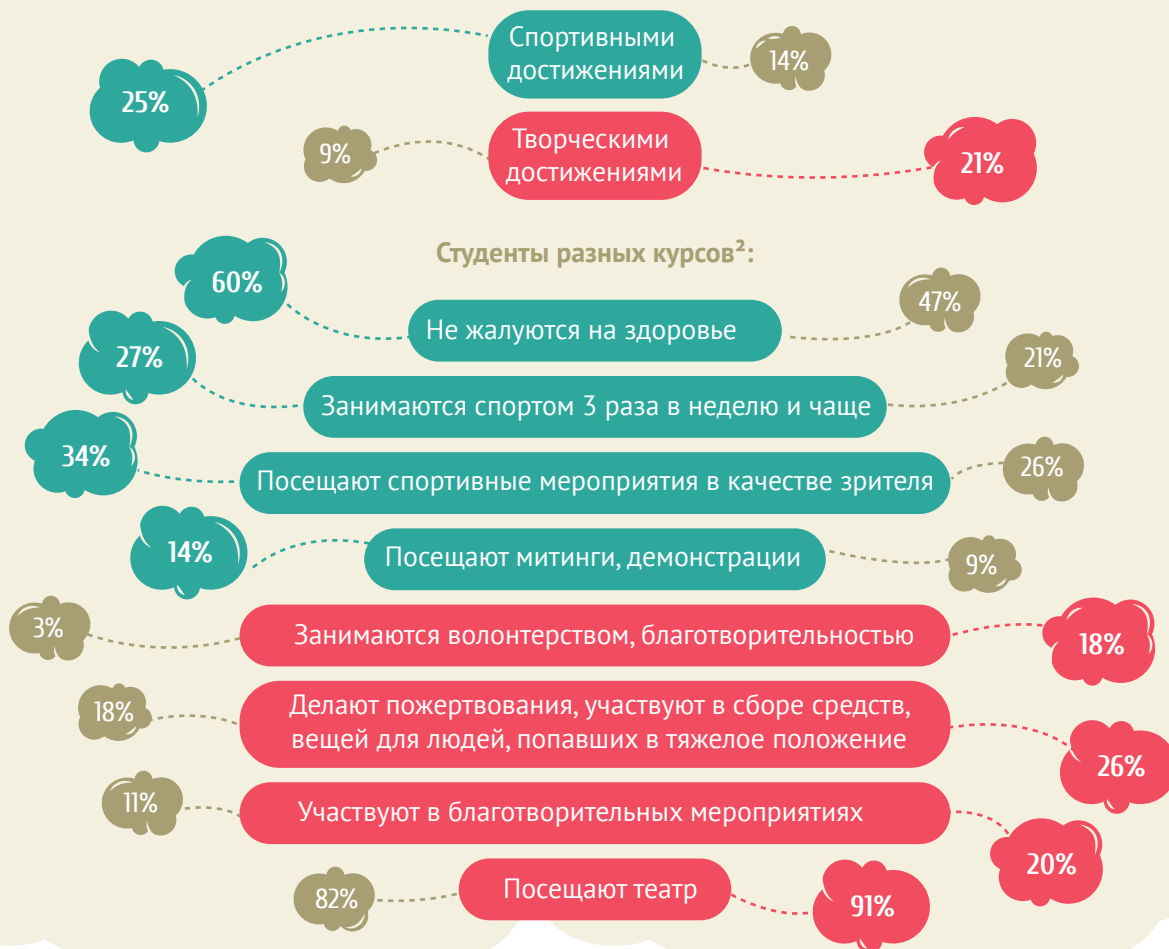 Спортивными
достижениями
25%
14%
Творческими
достижениями
9%
21%
Студенты разных курсов²:
60%
Не жалуются на здоровье
47%
27%
Занимаются спортом 3 раза в неделю и чаще
21%
34%
Посещают спортивные мероприятия в качестве зрителя
26%
14%
Посещают митинги, демонстрации
9%
3%
Занимаются волонтерством, благотворительностью
18%
18%
Делают пожертвования, участвуют в сборе средств,
вещей для людей, попавших в тяжелое положение
26%
11%
Участвуют в благотворительных мероприятиях
20%
82%
Посещают театр
91%